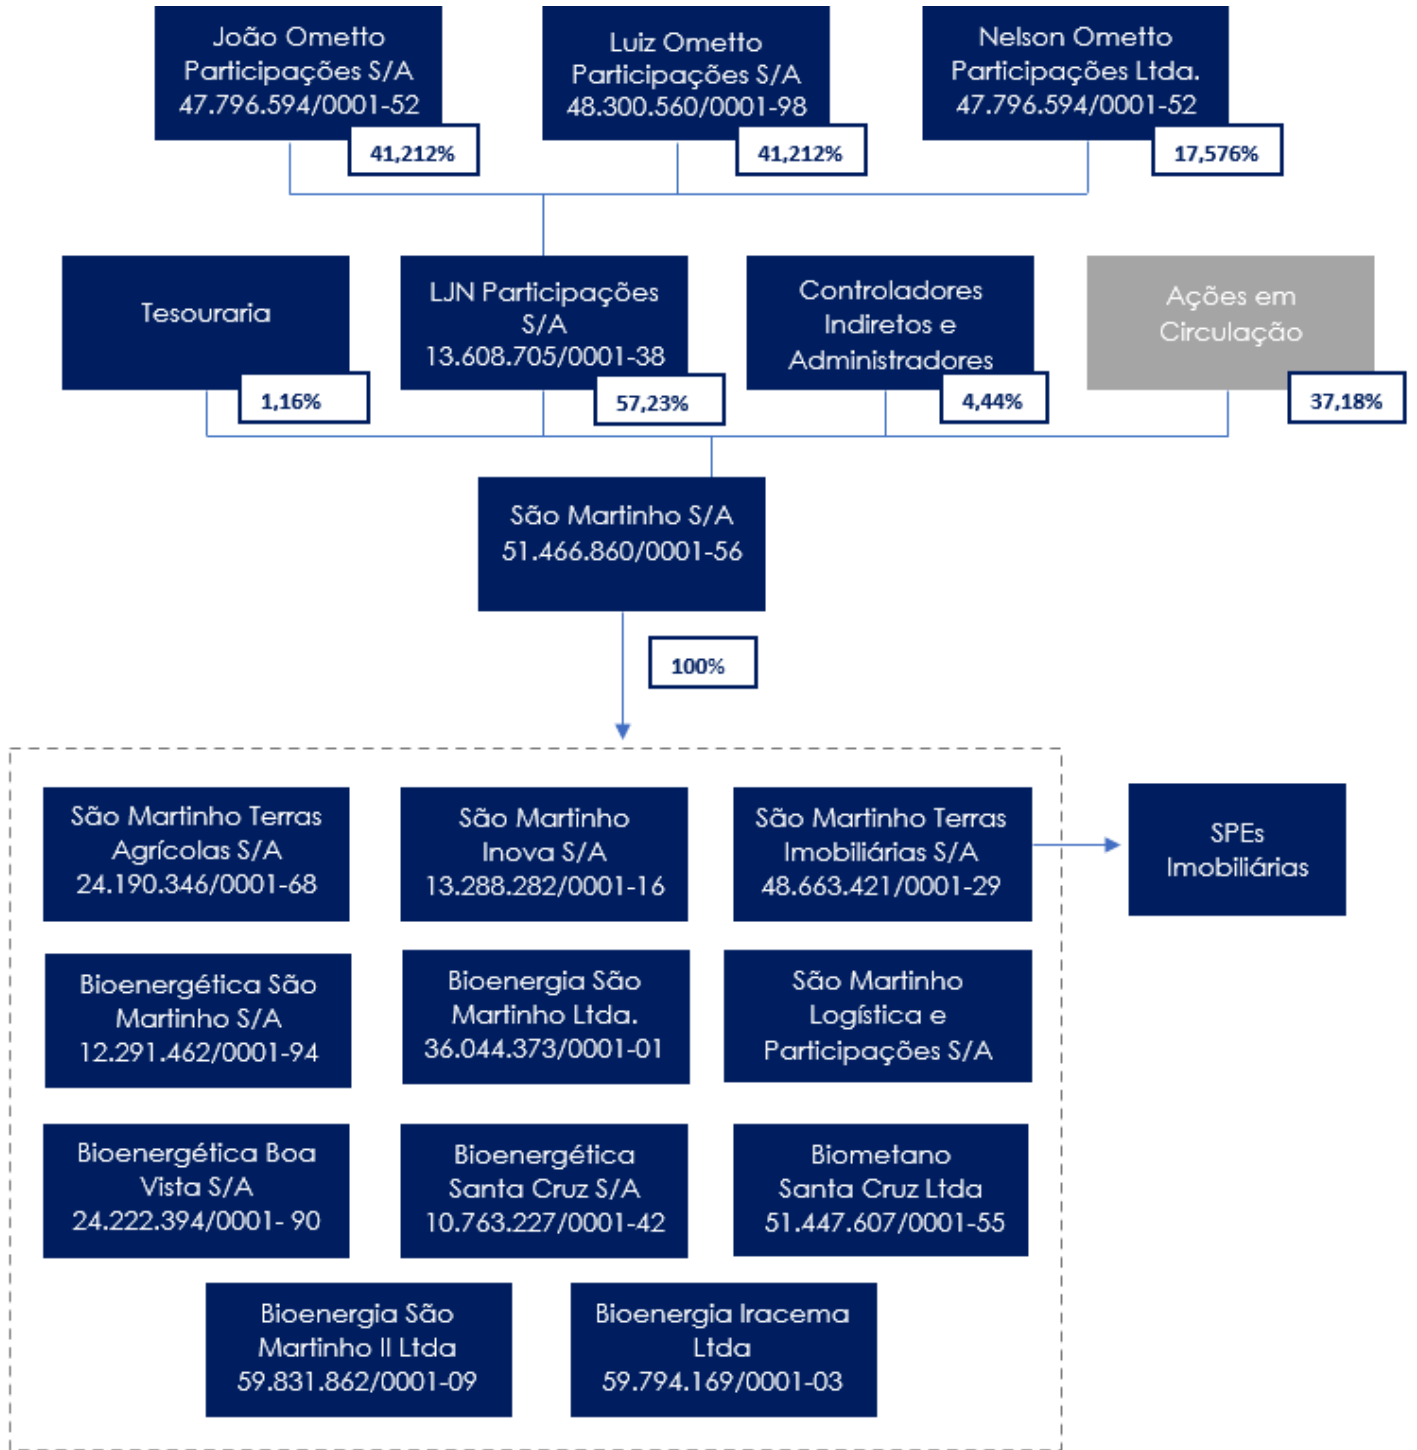 João Ometto
Participações S/A
47.796.594/0001-52
41,212%
Luiz Ometto
Participações S/A
48.300.560/0001-98
41,212%
Nelson Ometto
Participações Ltda.
47.796.594/0001-52
17,576%
Tesouraria
1,16%
LJN Participações
S/A
13.608.705/0001-38
57,23%
Controladores
Indiretos e
Administradores
4,44%
Ações em
Circulação
37,18%
São Martinho S/A
51.466.860/0001-56
100%
São Martinho Terras
Agrícolas S/A
24.190.346/0001-68
São Martinho
Inova S/A
13.288.282/0001-16
São Martinho Terras
Imobiliárias S/A
48.663.421/0001-29
SPEs
Imobiliárias
Bioenergética São
Martinho S/A
12.291.462/0001-94
Bioenergia São
Martinho Ltda.
36.044.373/0001-01
São Martinho
Logística e
Participações S/A
Bioenergética Boa
Vista S/A
24.222.394/0001- 90
Bioenergética
Santa Cruz S/A
10.763.227/0001-42
Biometano
Santa Cruz Ltda
51.447.607/0001-55
Bioenergia São
Martinho II Ltda
59.831.862/0001-09
Bioenergia Iracema
Ltda
59.794.169/0001-03